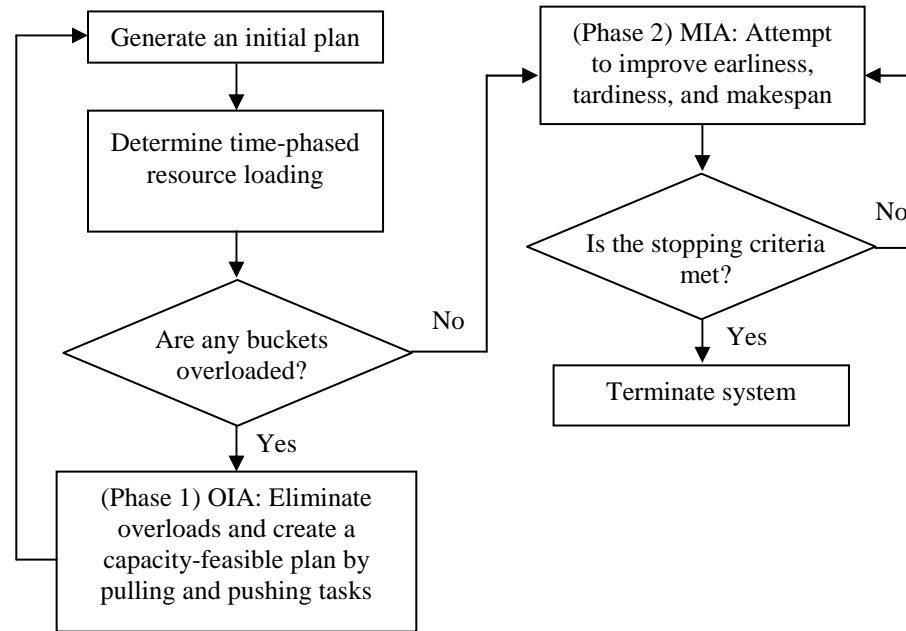 Generate an initial plan
Determine time-phased
resource loading
Are any buckets
overloaded?
No
Yes
(Phase 1) OIA: Eliminate
overloads and create a
capacity-feasible plan by
pulling and pushing tasks
(Phase 2) MIA: Attempt
to improve earliness,
tardiness, and makespan
Is the stopping criteria
met?
No
Yes
Terminate system